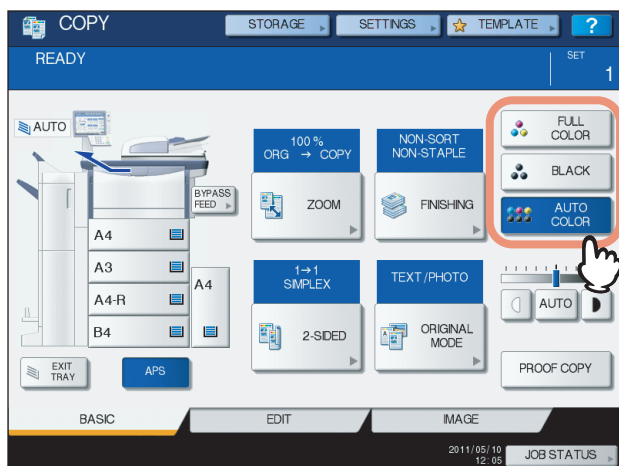 COPY
STORAGE
SETTINGS
TEMPLATE
?
READY
SET
1
AUTO
BYPASS
FEED
A4
A3
A4-R
B4
A4
EXIT
TRAY
APS
100 %
ORG → COPY
ZOOM
NON-SORT
NON-STAPLE
FINISHING
1→1
SIMPLEX
2-SIDED
TEXT/PHOTO
ORIGINAL
MODE
FULL
COLOR
BLACK
AUTO
COLOR
AUTO
PROOF COPY
BASIC
EDIT
IMAGE
2011/05/10
12:05
JOB STATUS